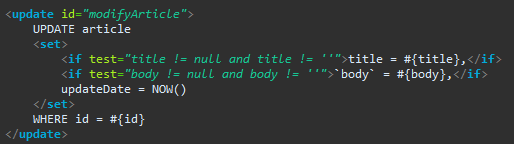 <update id="modifyArticle">
    UPDATE article
    <set>
        <if test="title != null and title != ''">title = #{title},</if>
        <if test="body != null and body != ''">`body` = #{body},</if>
        updateDate = NOW()
    </set>
    WHERE id = #{id}
</update>